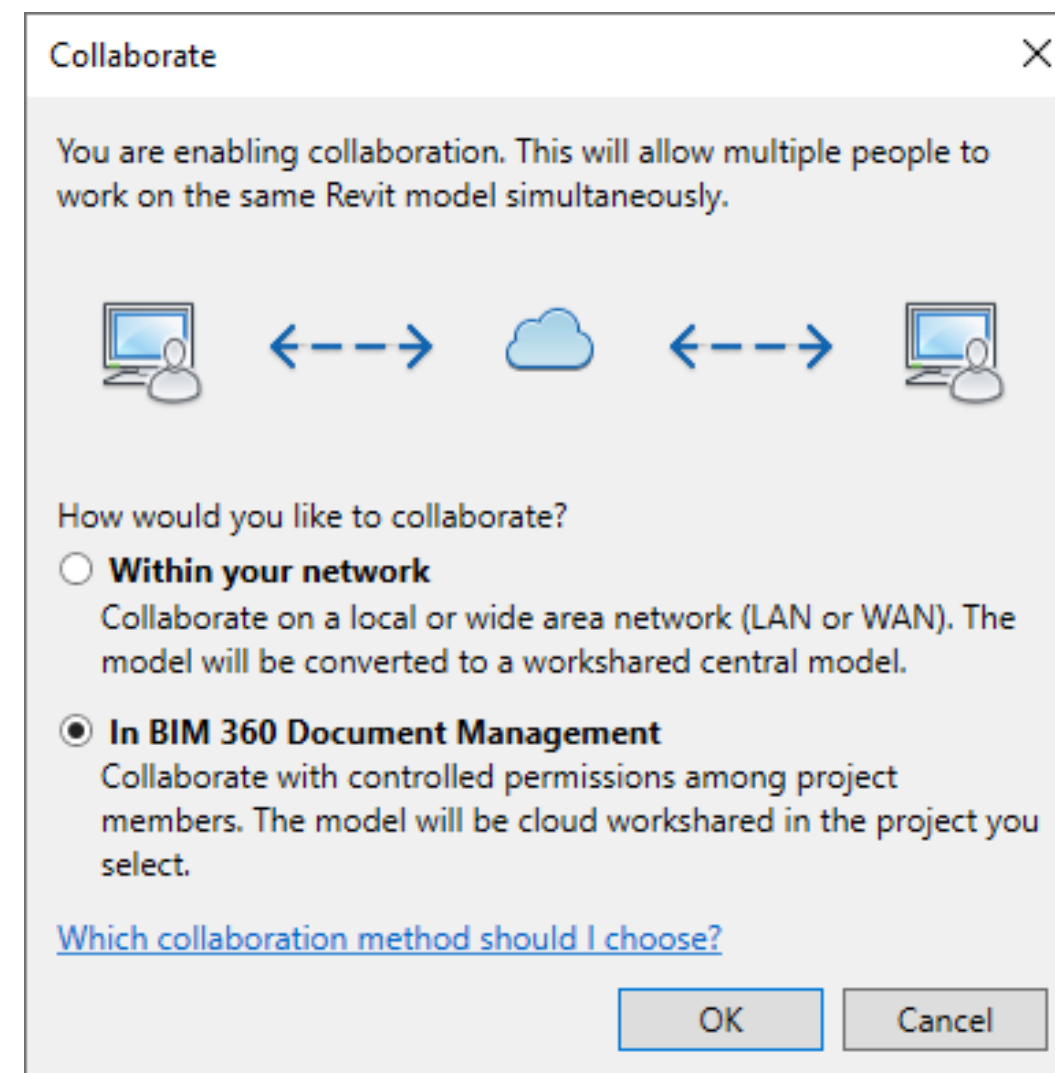 Collaborate
You are enabling collaboration. This will allow multiple people to
work on the same Revit model simultaneously.
How would you like to collaborate?
Within your network
Collaborate on a local or wide area network (LAN or WAN). The
model will be converted to a workshared central model.
In BIM 360 Document Management
Collaborate with controlled permissions among project
members. The model will be cloud workshared in the project you
select.
Which collaboration method should I choose?
OK Cancel